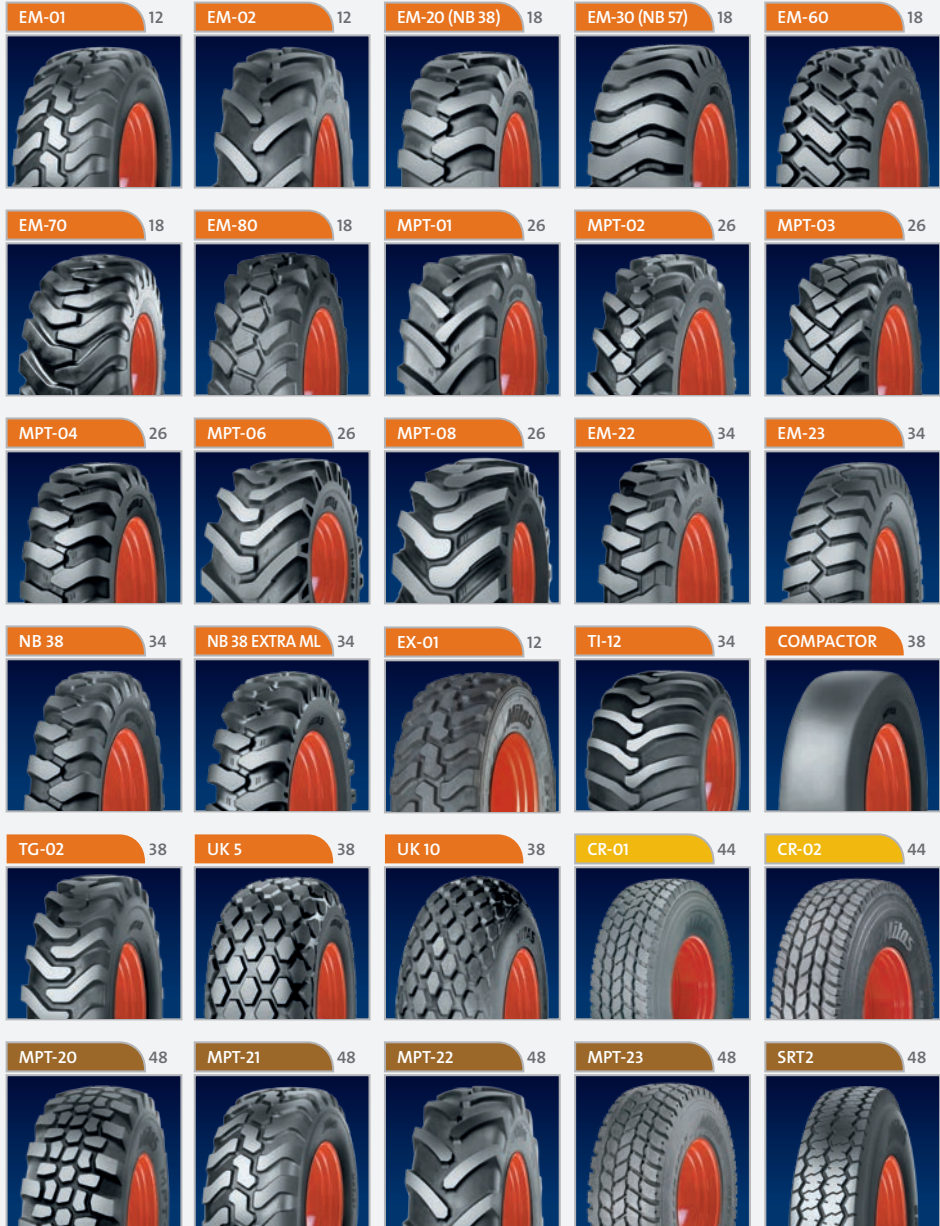 EM-01 12 EM-02 12 EM-20 (NB 38) 18 EM-30 (NB 57) 18 EM-60 18
EM-70 18 EM-80 18 MPT-01 26 MPT-02 26 MPT-03 26
MPT-04 26 MPT-06 26 MPT-08 26 EM-22 34 EM-23 34
NB 38 34 NB 38 EXTRA ML 34 EX-01 12 TI-12 34 COMPACTOR 38
Mitas
TG-02 38 UK 5 38 UK 10 38 CR-01 44 CR-02 44
Mitas
MPT-20 48 MPT-21 48 MPT-22 48 MPT-23 48 SRT2 48